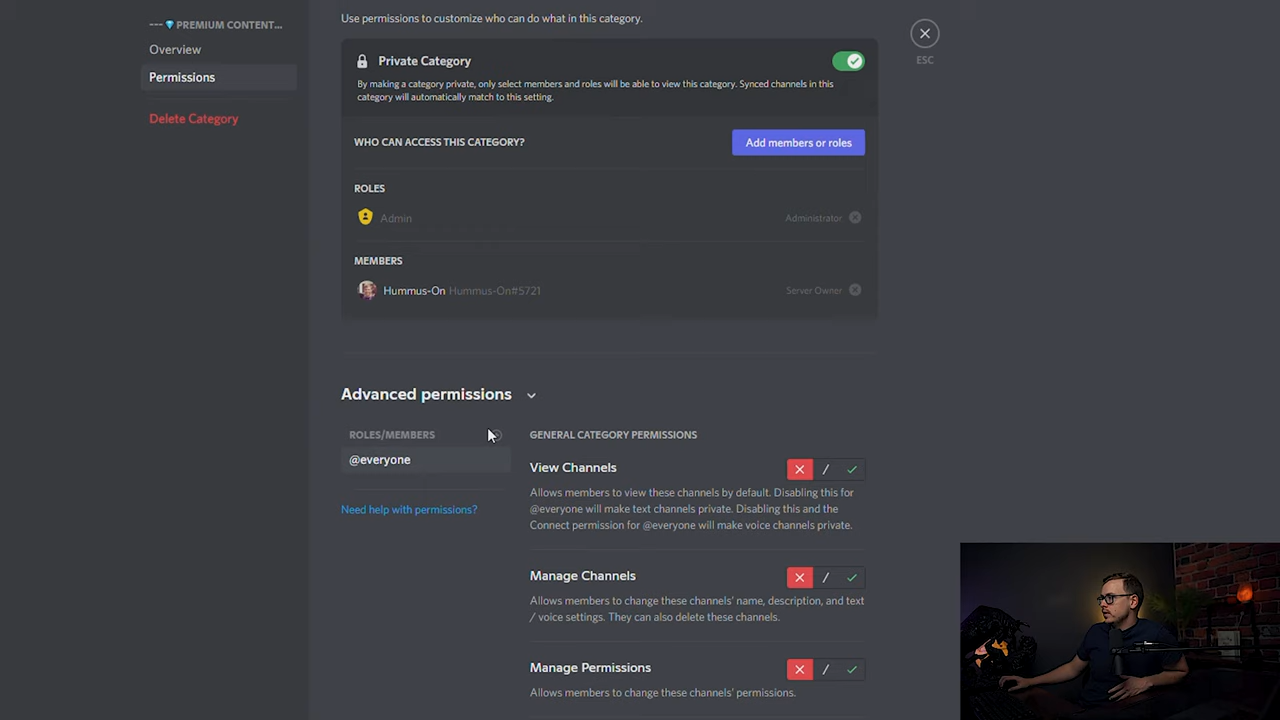 --- 💎 PREMIUM CONTENT...
Overview
Permissions
Delete Category
Use permissions to customize who can do what in this category.
Private Category
By making a category private, only select members and roles will be able to view this category. Synced channels in this
category will automatically match to this setting.
WHO CAN ACCESS THIS CATEGORY?
Add members or roles
ROLES
Admin
Administrator
MEMBERS
Hummus-On Hummus-On#5721
Server Owner
ESC
Advanced permissions
ROLES/MEMBERS
@everyone
Need help with permissions?
GENERAL CATEGORY PERMISSIONS
View Channels
Allows members to view these channels by default. Disabling this for
@everyone will make text channels private. Disabling this and the
Connect permission for @everyone will make voice channels private.
Manage Channels
Allows members to change these channels' name, description, and text
/ voice settings. They can also delete these channels.
Manage Permissions
Allows members to change these channels' permissions.